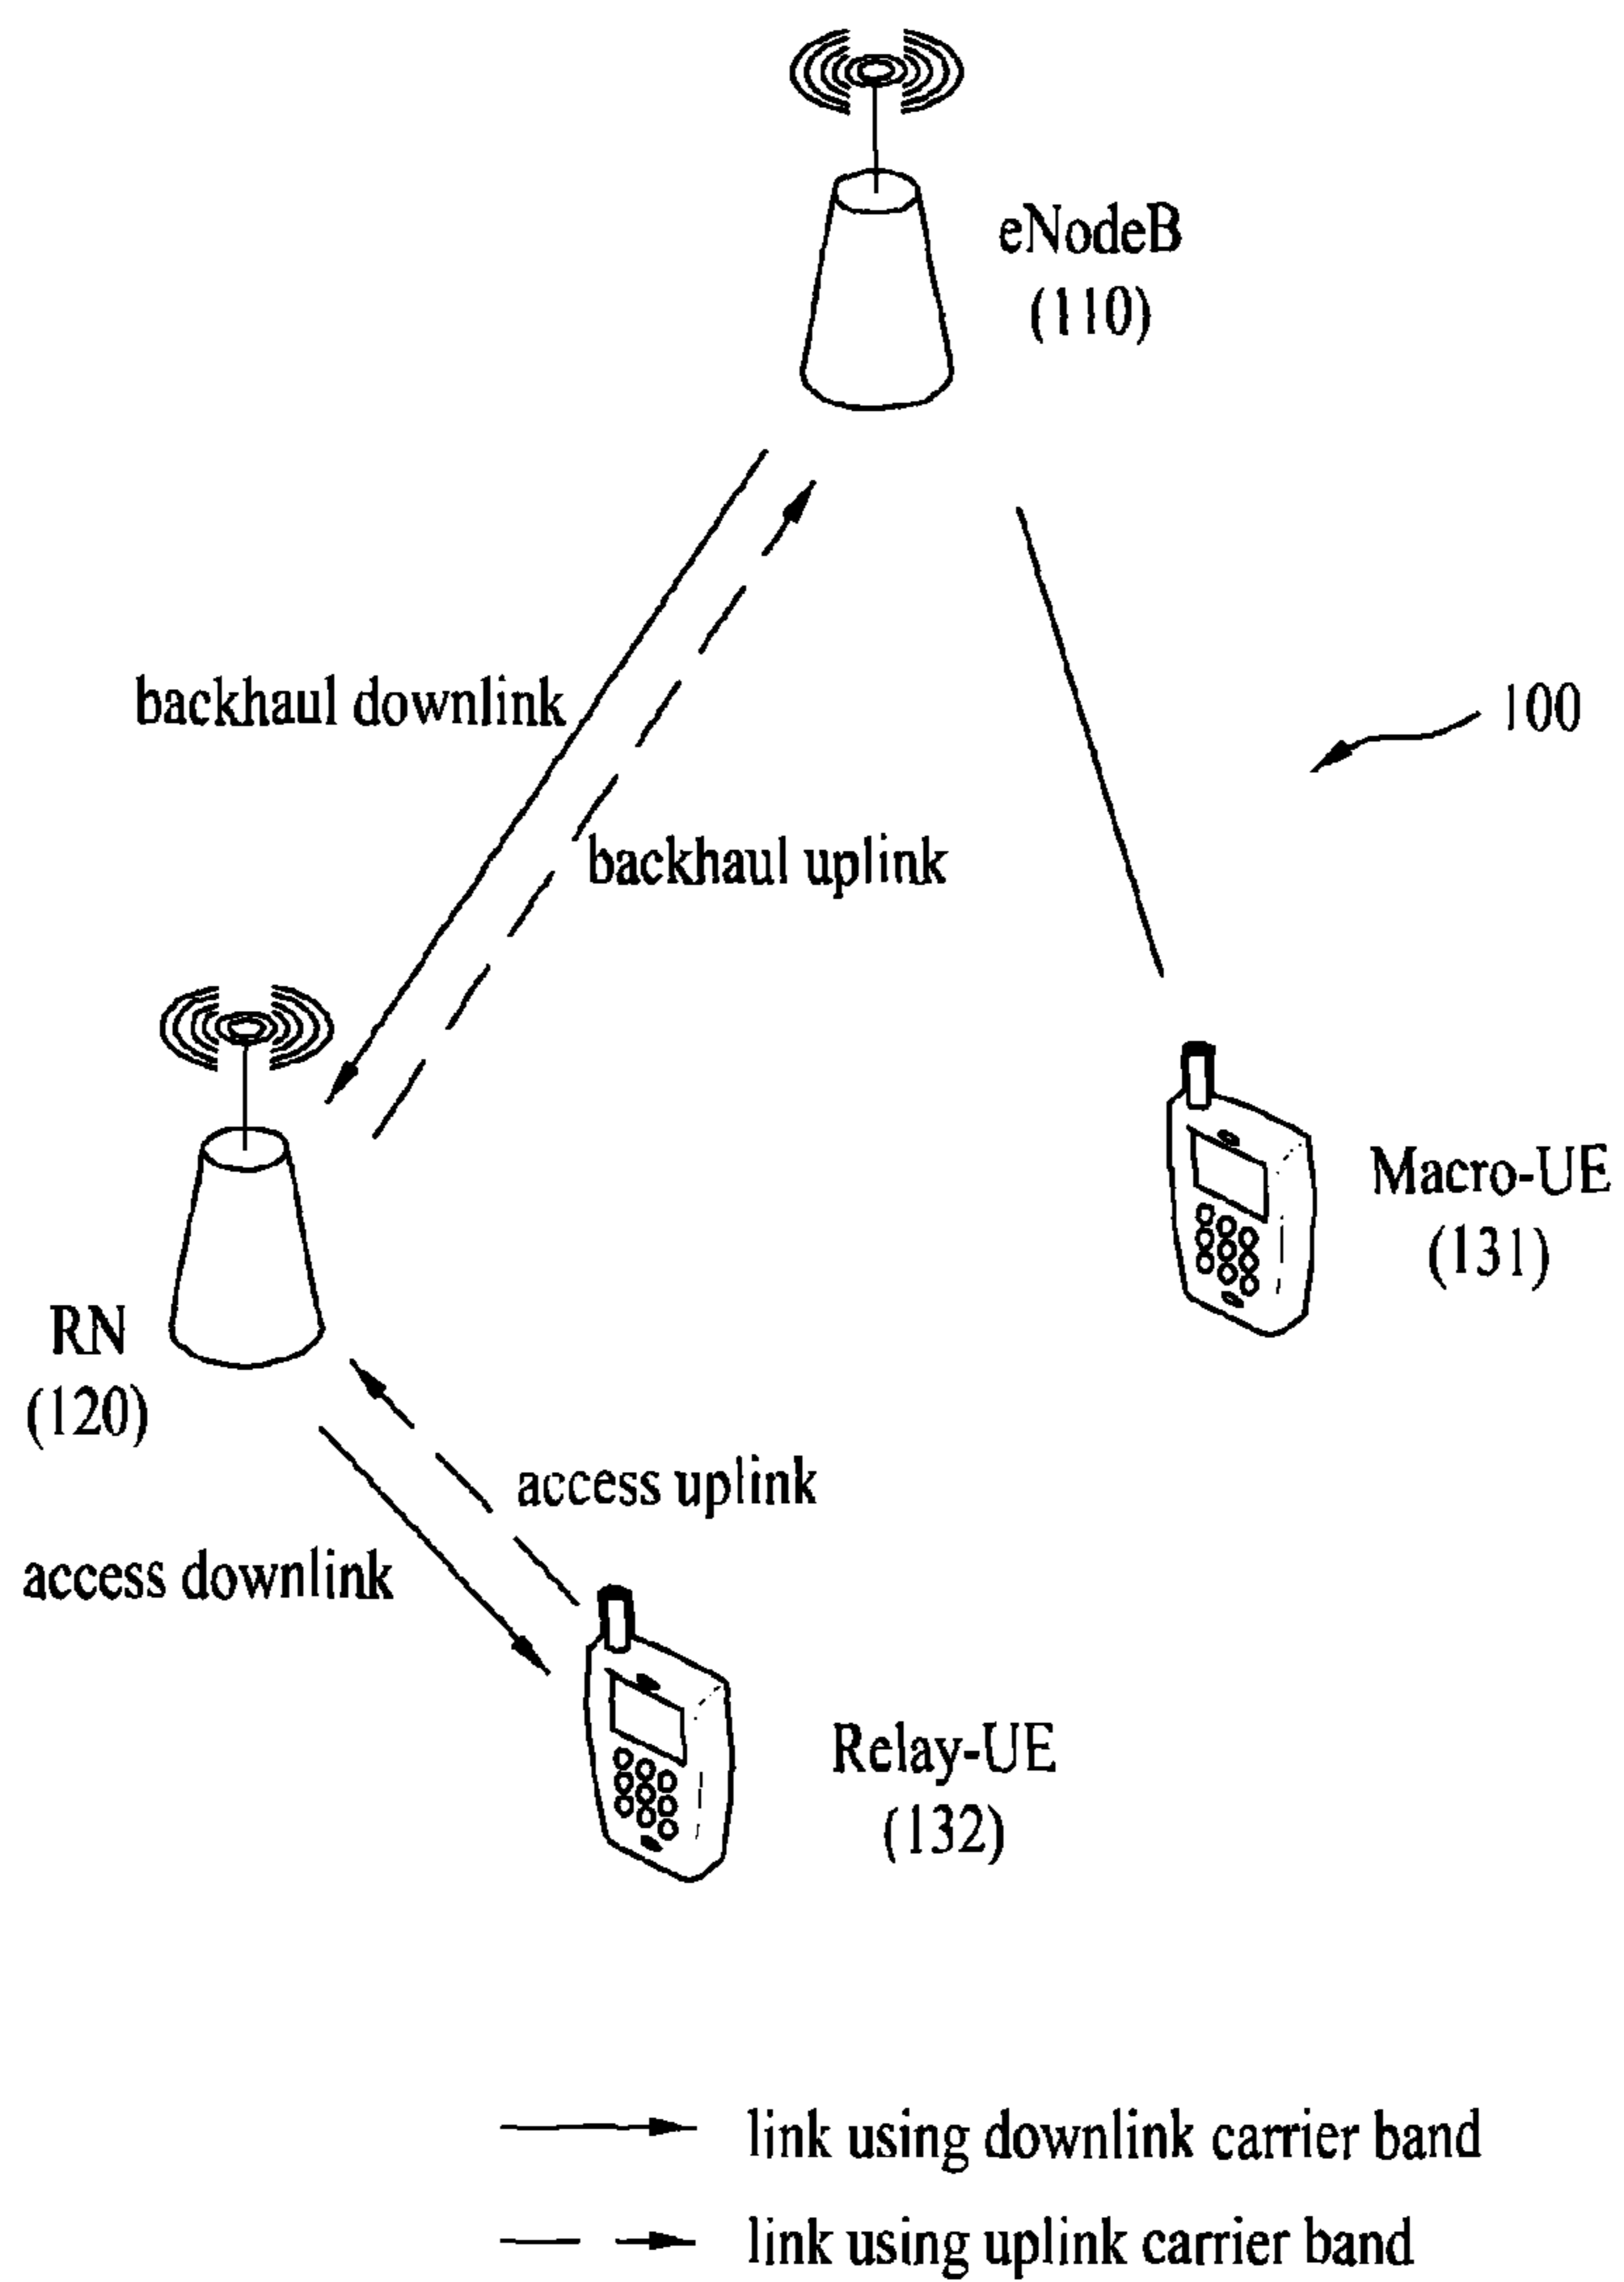 eNodeB
(110)
backhaul downlink
100
backhaul uplink
Macro-UE
(131)
RN
(120)
access uplink
access downlink
Relay-UE
(132)
link using downlink carrier band
link using uplink carrier band